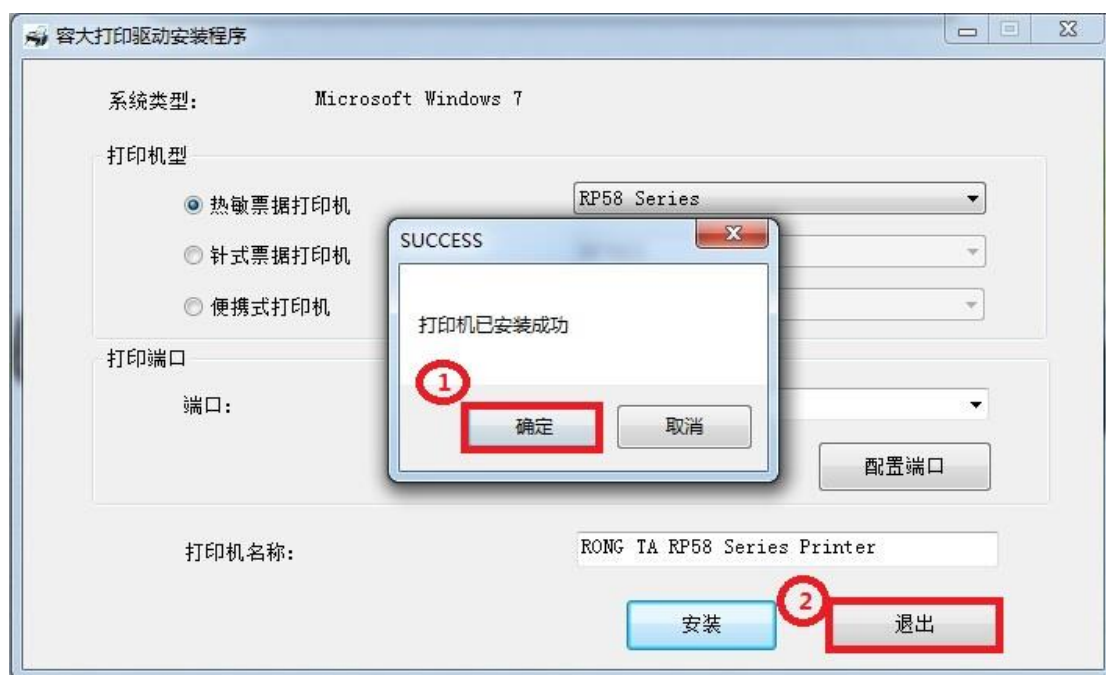 容大打印驱动安装程序
系统类型: Microsoft Windows 7
打印机型
热敏票据打印机 RP58 Series
SUCCESS
针式票据打印机
便携式打印机
打印机已安装成功
打印端口
1
端口:
确定 取消
配置端口
打印机名称: RONG TA RP58 Series Printer
安装 2 退出